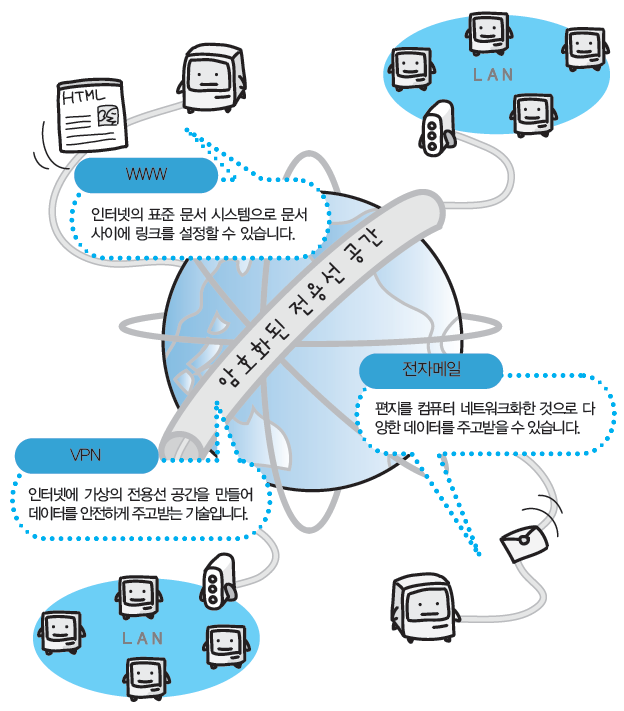 LAN
HTML
WWW
인터넷의 표준 문서 시스템으로 문서
사이에 링크를 설정할 수 있습니다.
암호화된 전용선 공간
전자메일
편지를 컴퓨터 네트워크화한 것으로 다
양한 데이터를 주고받을 수 있습니다.
VPN
인터넷에 가상의 전용선 공간을 만들어
데이터를 안전하게 주고받는 기술입니다.
LAN